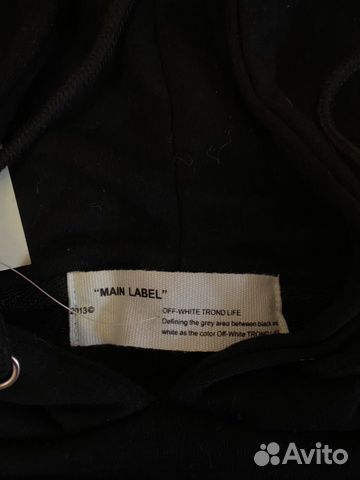 "MAIN LABEL"
2013©
OFF-WHITE TROND LIFE
Defining the grey area between black an
white as the color Off-White TROND LIFE
Avito